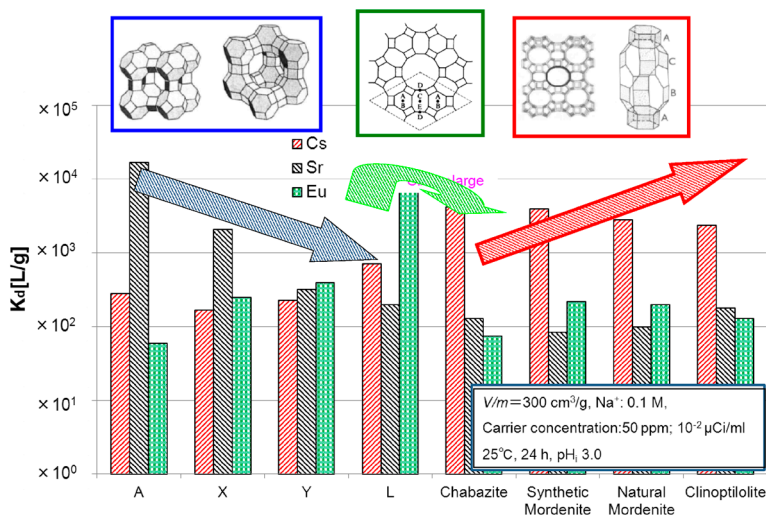 A
C
B
A
D
C
A
A
B
E
B
D
Cs
Sr
Eu
large
Kd[L/g]
× 10⁵
× 10⁴
× 10³
× 10²
× 10¹
× 10⁰
V/m＝300 cm³/g, Na⁺: 0.1 M,
Carrier concentration:50 ppm; 10⁻² μCi/ml
25℃, 24 h, pHᵢ 3.0
A
X
Y
L
Chabazite
Synthetic
Mordenite
Natural
Mordenite
Clinoptilolite